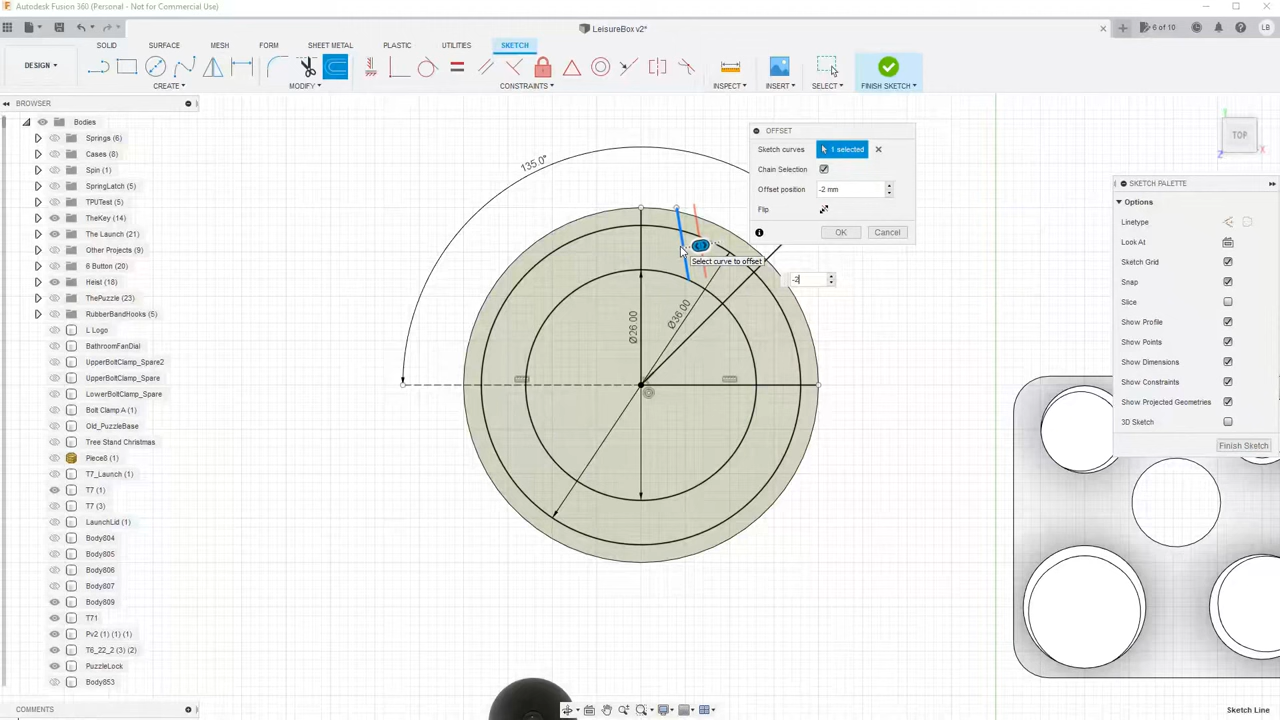 Autodesk Fusion 360 (Personal - Not for Commercial Use)
LeisureBox v2*
6 of 10
LB
DESIGN
SOLID
SURFACE
MESH
FORM
SHEET METAL
PLASTIC
UTILITIES
SKETCH
CREATE
MODIFY
CONSTRAINTS
INSPECT
INSERT
SELECT
FINISH SKETCH
BROWSER
Bodies
Springs (6)
Cases (8)
Spin (1)
SpringLatch (5)
TPUTest (5)
TheKey (14)
The Launch (21)
Other Projects (9)
6 Button (20)
Heist (18)
ThePuzzle (23)
RubberBandHooks (5)
L Logo
BathroomFanDial
UpperBoltClamp_Spare2
UpperBoltClamp_Spare
LowerBoltClamp_Spare
Bolt Clamp A (1)
Old_PuzzleBase
Tree Stand Christmas
Piece8 (1)
T7_Launch (1)
T7 (1)
T7 (3)
LaunchLid (1)
Body804
Body805
Body806
Body807
Body809
T71
Pv2 (1) (1) (1)
T6_22_2 (3) (2)
PuzzleLock
Body853
COMMENTS
135.0°
Ø26.00
Ø36.00
OFFSET
Sketch curves
1 selected
Chain Selection
Offset position
-2 mm
Flip
OK
Cancel
Select curve to offset
-2
TOP
Z
X
SKETCH PALETTE
Options
Linetype
Look At
Sketch Grid
Snap
Slice
Show Profile
Show Points
Show Dimensions
Show Constraints
Show Projected Geometries
3D Sketch
Finish Sketch
Sketch Line